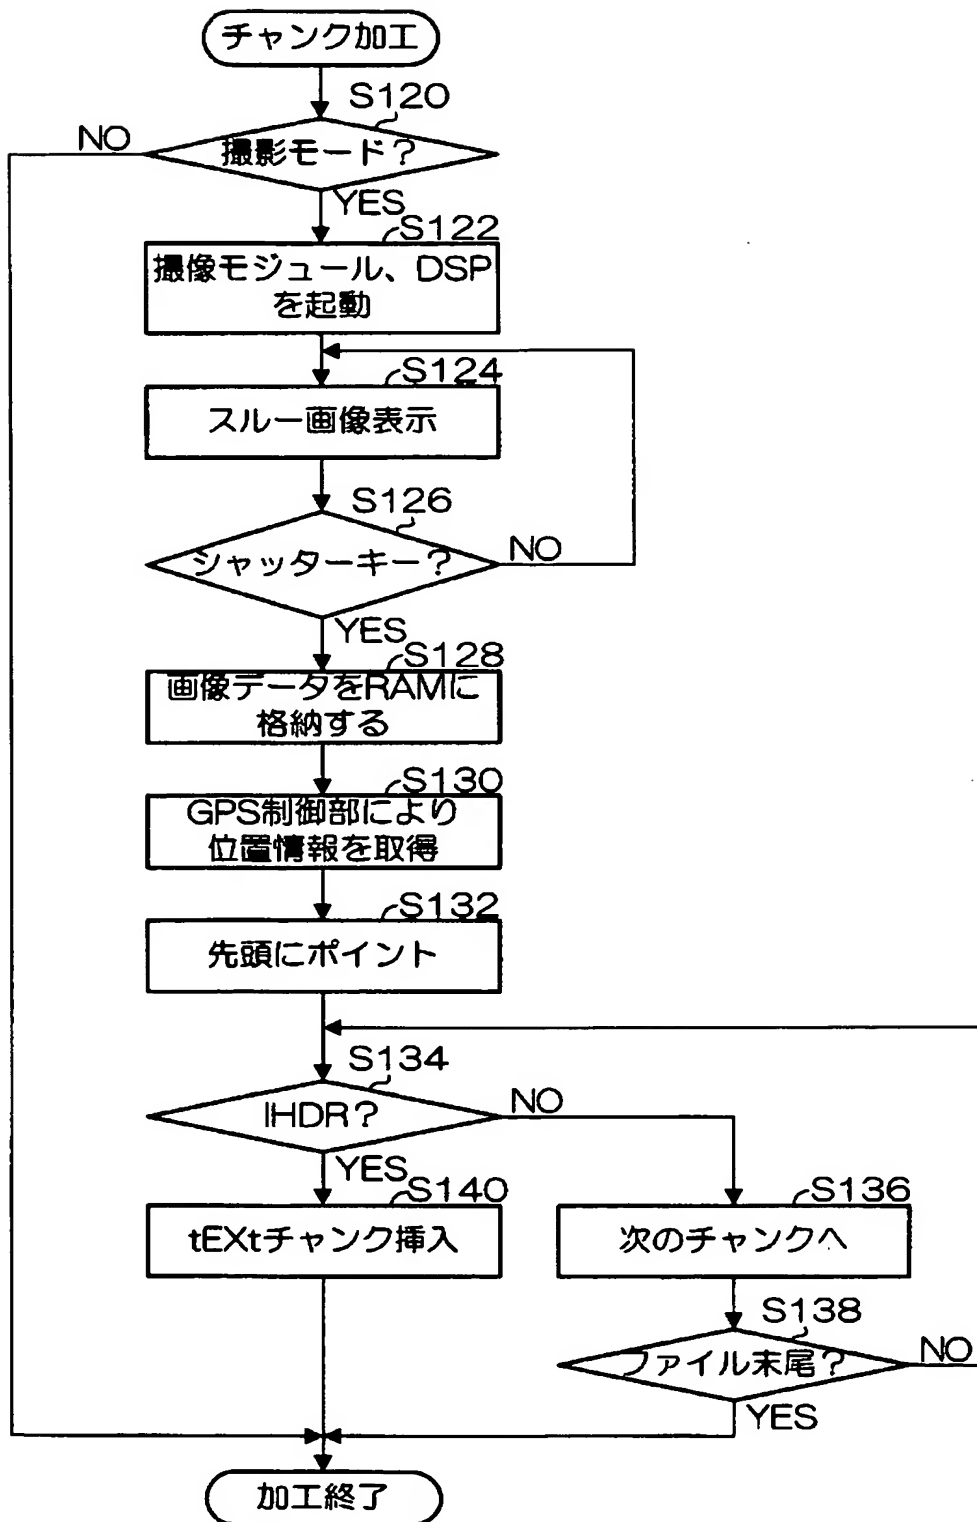 チャンク加工
S120
NO
撮影モード？
YES
S122
撮像モジュール、DSP
を起動
S124
スルー画像表示
S126
シャッターキー？
NO
YES
S128
画像データをRAMに
格納する
S130
GPS制御部により
位置情報を取得
S132
先頭にポイント
S134
IHDR？
NO
YES
S140
tEXtチャンク挿入
S136
次のチャンクへ
S138
ファイル末尾？
NO
YES
加工終了